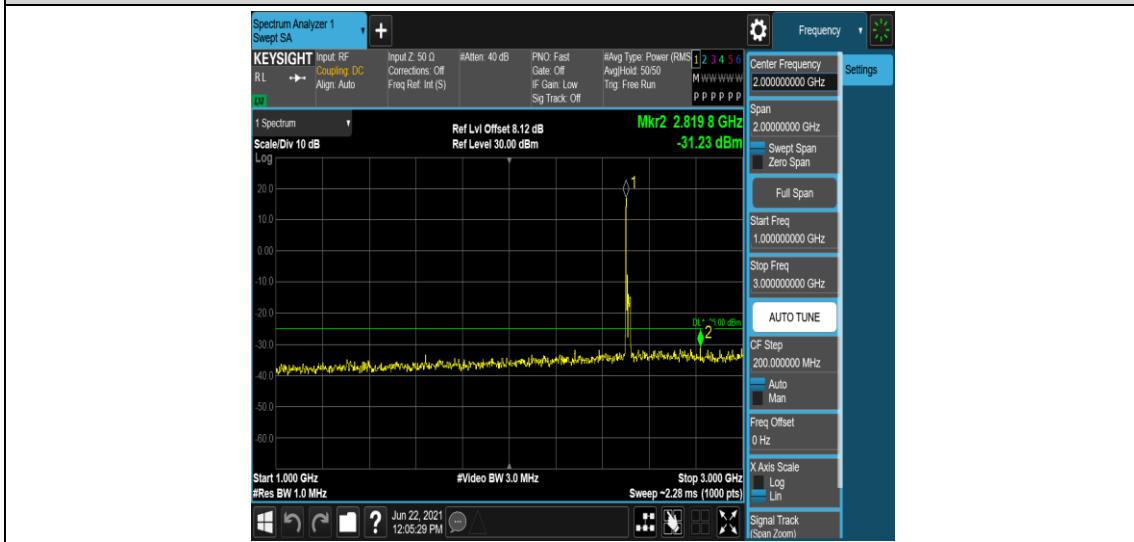 Spectrum Analyzer 1
Swept SA
+
Frequency
KEYSIGHT
RL
Input: RF
Coupling: DC
Align: Auto
Input Z: 50 Ω
Corrections: Off
Freq Ref: Int (S)
#Atten: 40 dB
PNO: Fast
Gate: Off
IF Gain: Low
Sig Track: Off
#Avg Type: Power (RMS
Avg|Hold: 50/50
Trig: Free Run
1 2 3 4 5 6
M W W W W W
P P P P P P
1 Spectrum
Scale/Div 10 dB
Log
Ref Lvl Offset 8.12 dB
Ref Level 30.00 dBm
Mkr2 2.819 8 GHz
-31.23 dBm
20.0
10.0
0.00
-10.0
-20.0
-30.0
-40.0
-50.0
-60.0
1
2
Start 1.000 GHz
#Res BW 1.0 MHz
#Video BW 3.0 MHz
Stop 3.000 GHz
Sweep ~2.28 ms (1000 pts)
Jun 22, 2021
12:05:29 PM
Center Frequency
2.000000000 GHz
Settings
Span
2.00000000 GHz
Swept Span
Zero Span
Full Span
Start Freq
1.000000000 GHz
Stop Freq
3.000000000 GHz
AUTO TUNE
CF Step
200.000000 MHz
Auto
Man
Freq Offset
0 Hz
X Axis Scale
Log
Lin
Signal Track
(Span Zoom)